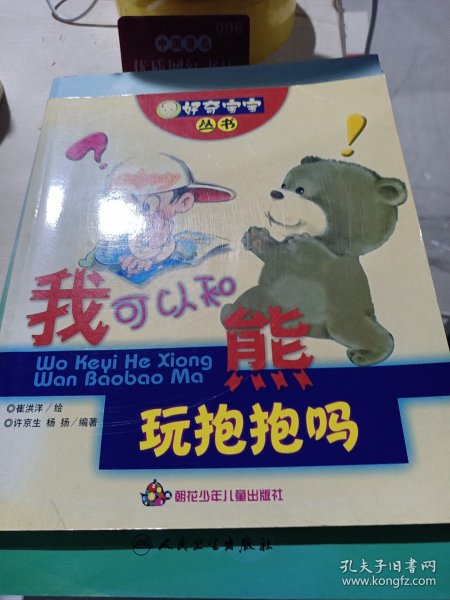 006
好奇宝宝
丛书
?
!
我可以和
熊
Wo Keyi He Xiong
Wan Baobao Ma
玩抱抱吗
◎崔洪洋/绘
◎许京生 杨 扬/编著
朝花少年儿童出版社
人民卫生出版社
孔夫子旧书网
www.kongfz.com